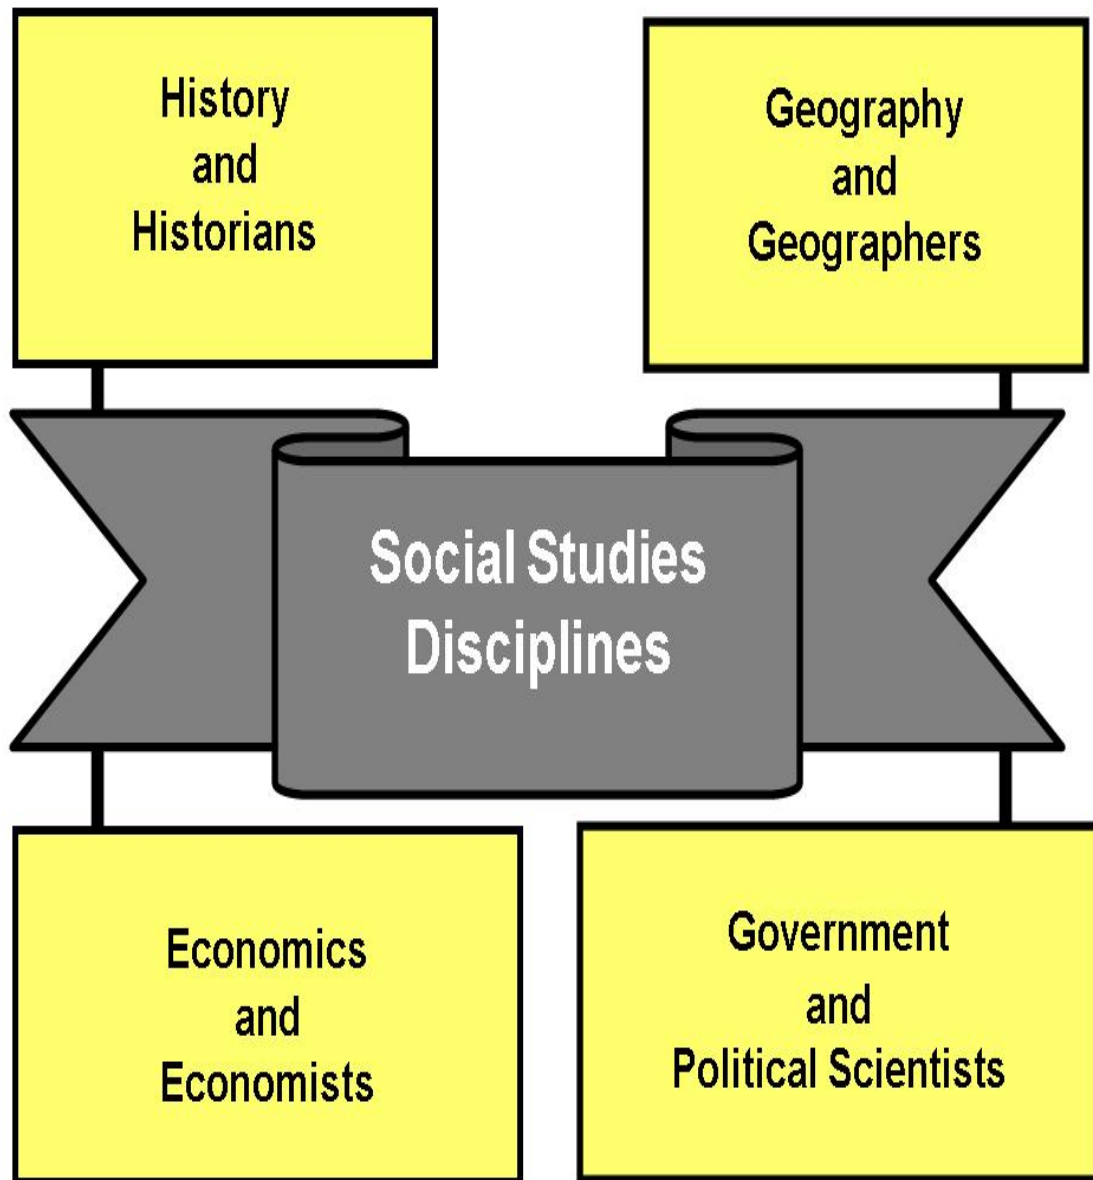 History
and
Historians
Geography
and
Geographers
Social Studies
Disciplines
Economics
and
Economists
Government
and
Political Scientists